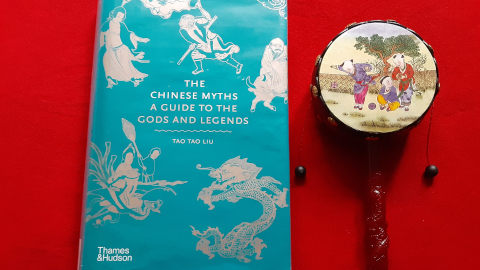 THE
CHINESE MYTHS
A GUIDE TO THE
GODS AND LEGENDS
TAO TAO LIU
Thames
&Hudson